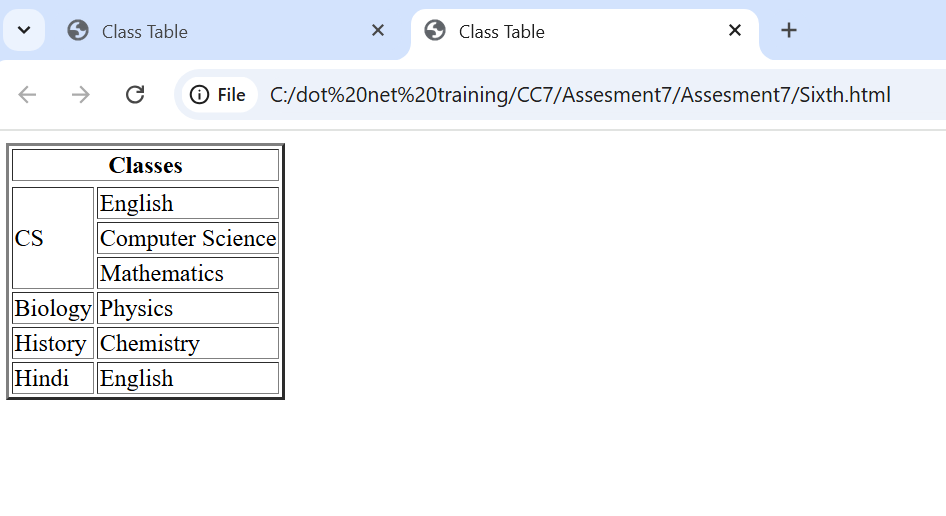 Class Table
Class Table
File C:/dot%20net%20training/CC7/Assesment7/Assesment7/Sixth.html
Classes
CS English
Computer Science
Mathematics
Biology Physics
History Chemistry
Hindi English